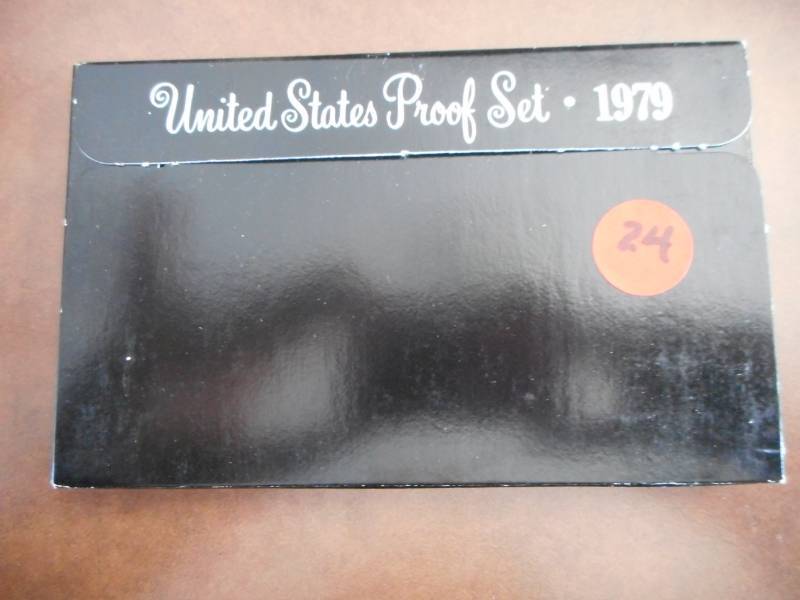 United States Proof Set • 1979
24